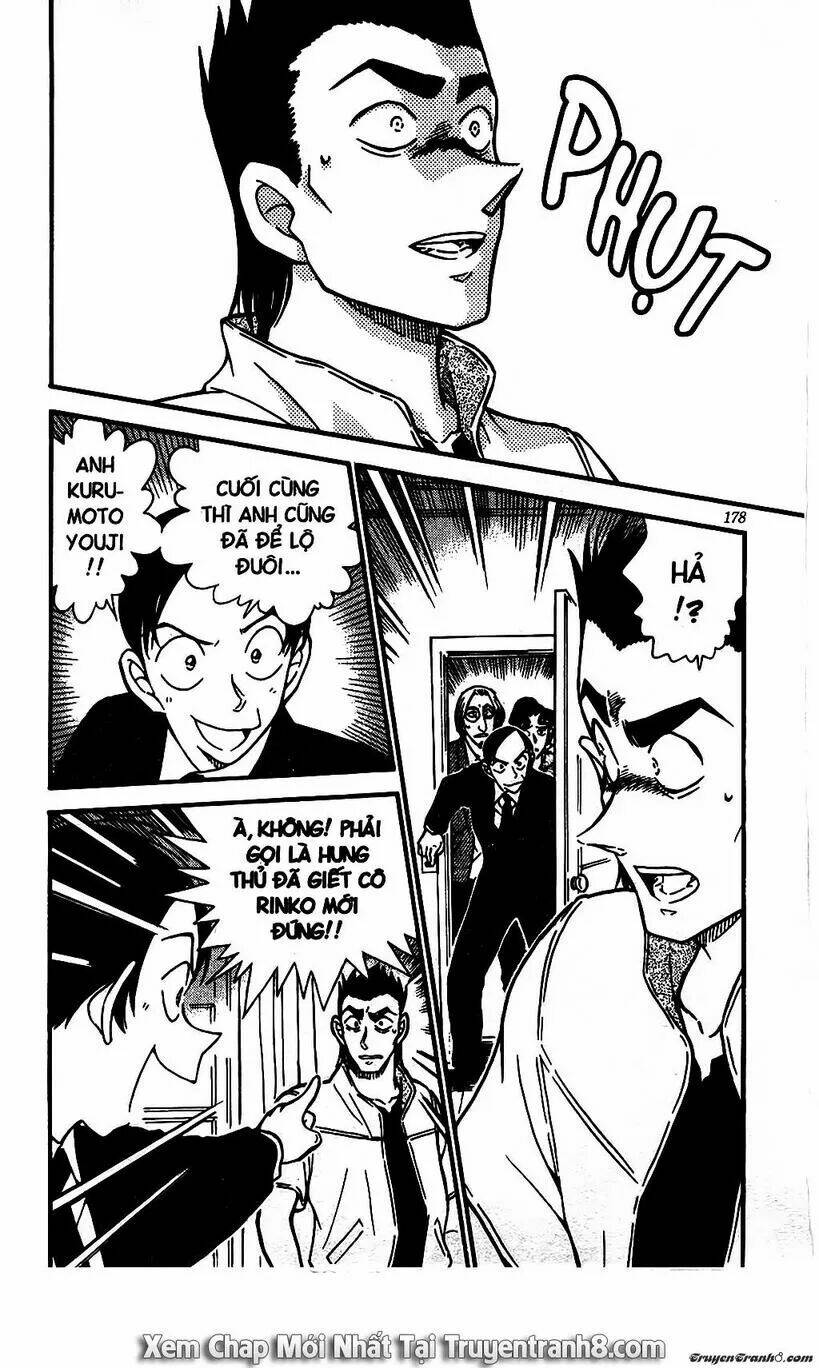 PHỤT
178
HẢ
!?
CUỐI CÙNG
THÌ ANH CŨNG
ĐÃ ĐỂ LỘ
ĐUÔI...
ANH
KURU-
MOTO
YOUJI
!!
À, KHÔNG! PHẢI
GỌI LÀ HUNG
THỦ ĐÃ GIẾT CÔ
RINKO MỚI
ĐÚNG!!
Xem Chap Mới Nhất Tại Truyentranh8.com
TruyenTranh8.com